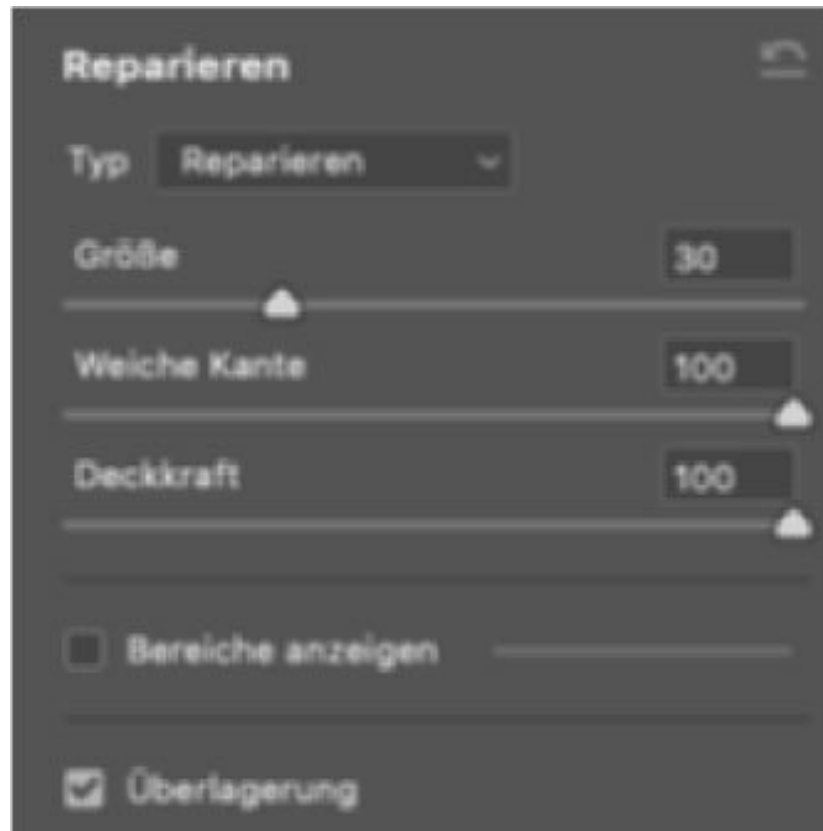 Reparieren
Typ Reparieren
Größe 30
Weiche Kante 100
Deckkraft 100
Bereiche anzeigen
Überlagerung